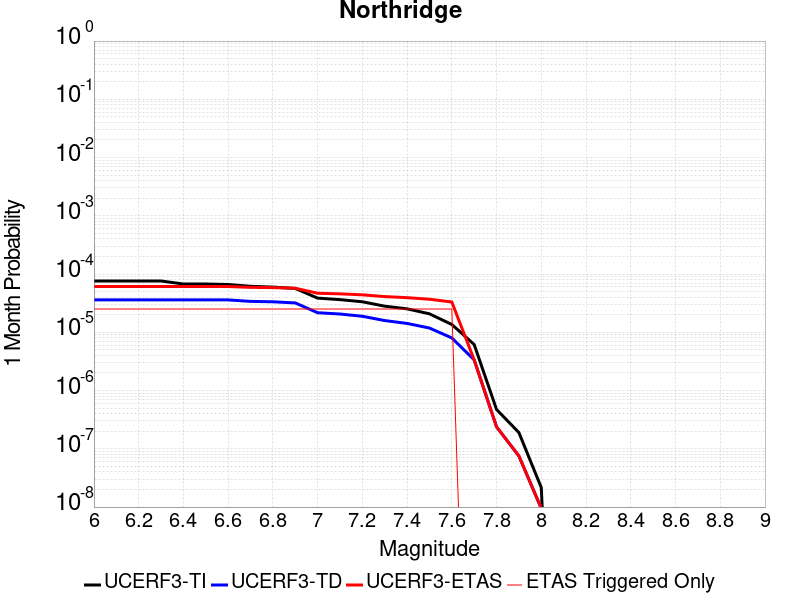 Northridge
1 Month Probability
10^0
10^-1
10^-2
10^-3
10^-4
10^-5
10^-6
10^-7
10^-8
6 6.2 6.4 6.6 6.8 7 7.2 7.4 7.6 7.8 8 8.2 8.4 8.6 8.8 9
Magnitude
UCERF3-TI UCERF3-TD UCERF3-ETAS ETAS Triggered Only